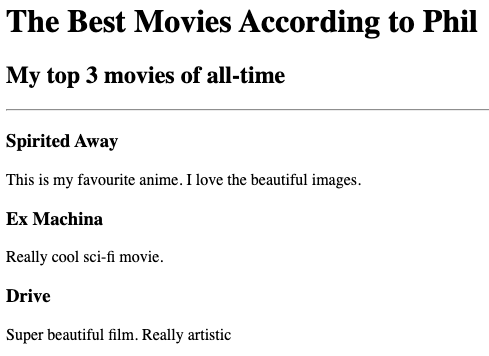 The Best Movies According to Phil
My top 3 movies of all-time
Spirited Away
This is my favourite anime. I love the beautiful images.
Ex Machina
Really cool sci-fi movie.
Drive
Super beautiful film. Really artistic